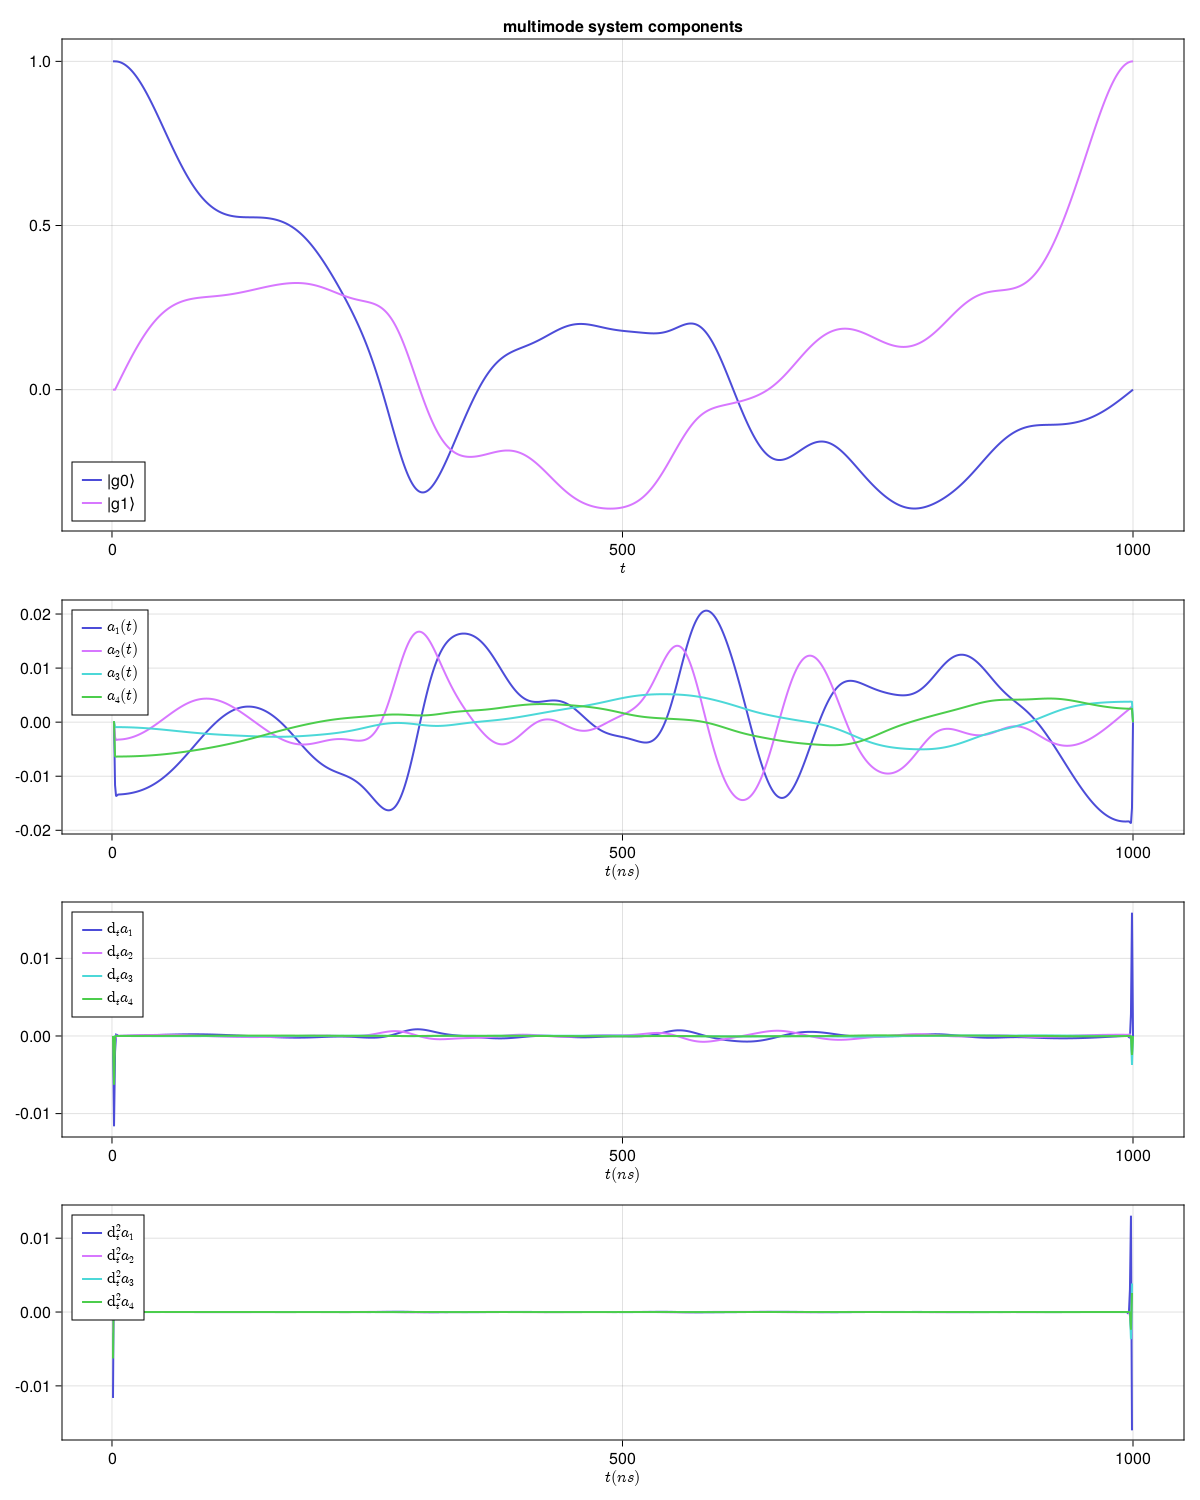 multimode system components
1.0
0.5
0.0
|g0⟩
|g1⟩
0 500 1000
t
0.02
0.01
0.00
-0.01
-0.02
a₁(t)
a₂(t)
a₃(t)
a₄(t)
0 500 1000
t(ns)
0.01
0.00
-0.01
dₜa₁
dₜa₂
dₜa₃
dₜa₄
0 500 1000
t(ns)
0.01
0.00
-0.01
d²ₜa₁
d²ₜa₂
d²ₜa₃
d²ₜa₄
0 500 1000
t(ns)